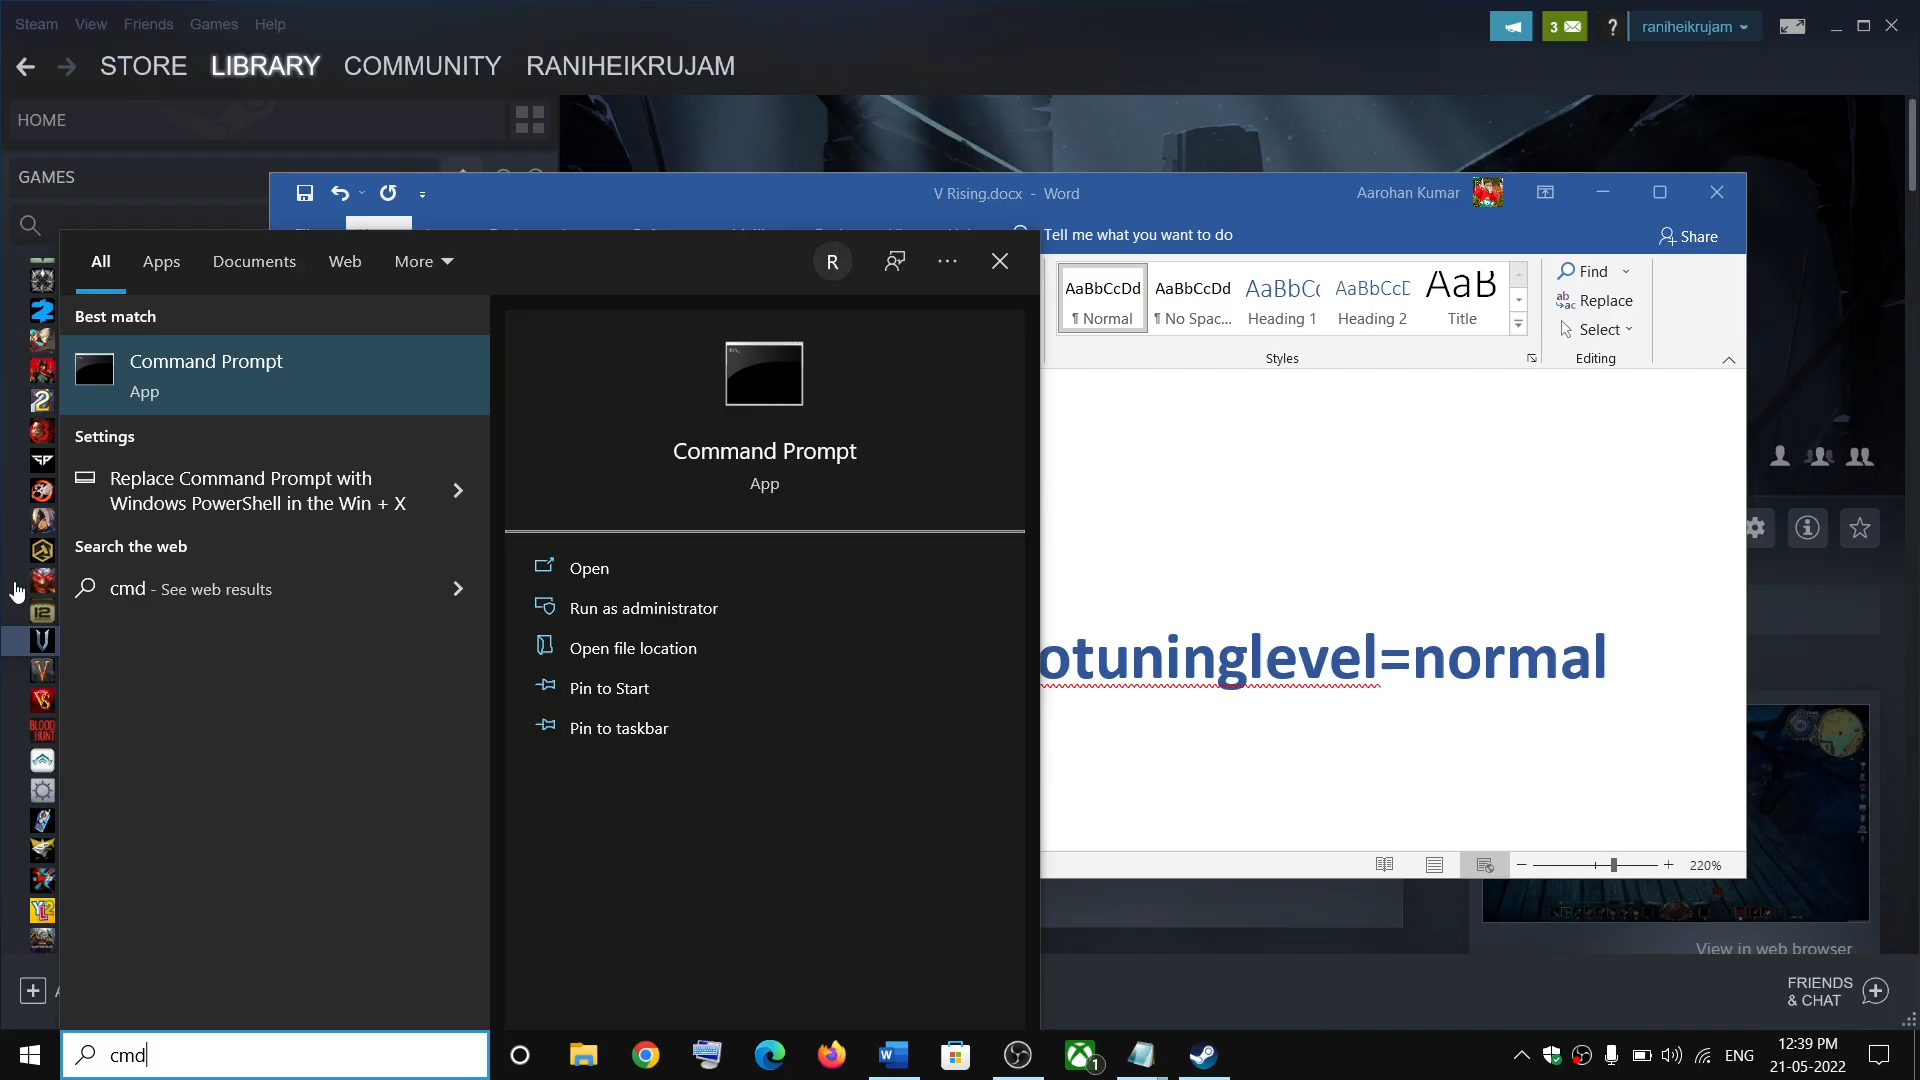 Steam View Friends Games Help
3
?
raniheikrujam
STORE LIBRARY COMMUNITY RANIHEIKRUJAM
HOME
GAMES
V Rising.docx - Word
Aarohan Kumar
Tell me what you want to do
Share
All Apps Documents Web More
R
Best match
Command Prompt
App
Settings
Replace Command Prompt with
Windows PowerShell in the Win + X
Search the web
cmd - See web results
Command Prompt
App
Open
Run as administrator
Open file location
Pin to Start
Pin to taskbar
AaBbCcDd AaBbCcDd AaBbCc AaBbCcD AaB
¶ Normal ¶ No Spac... Heading 1 Heading 2 Title
Styles
Find
Replace
Select
Editing
otuninglevel=normal
220%
View in web browser
FRIENDS
& CHAT
cmd
1
ENG
12:39 PM
21-05-2022